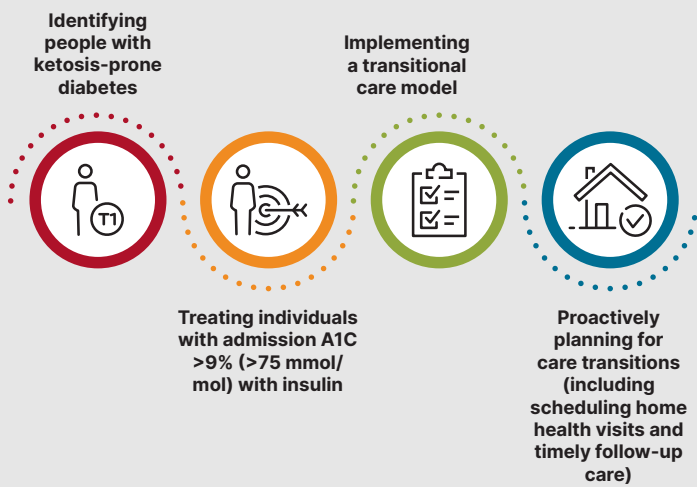 Identifying
people with
ketosis-prone
diabetes
T1
Treating individuals
with admission A1C
>9% (>75 mmol/
mol) with insulin
Implementing
a transitional
care model
Proactively
planning for
care transitions
(including
scheduling home
health visits and
timely follow-up
care)